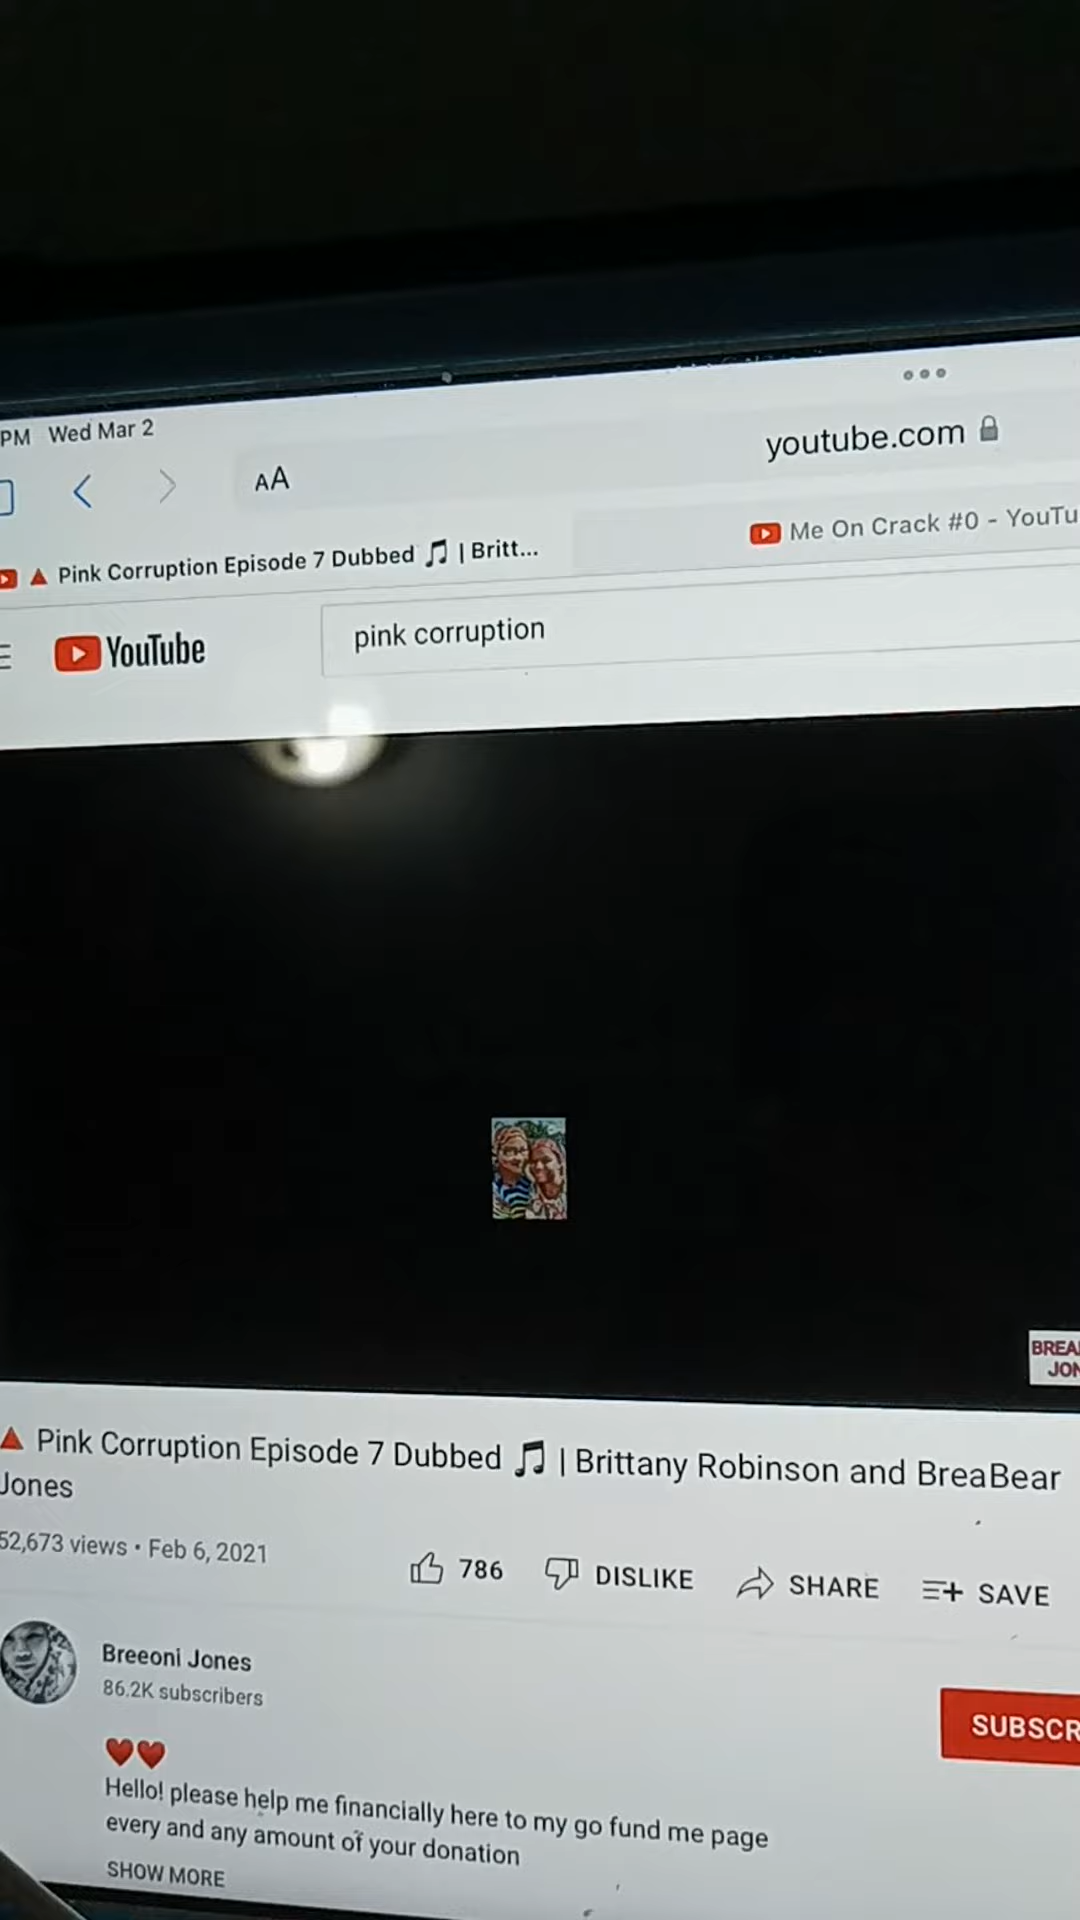 PM Wed Mar 2
AA
youtube.com
Pink Corruption Episode 7 Dubbed 🎵 | Britt...
Me On Crack #0 - YouTu
YouTube
pink corruption
BREA
JON
Pink Corruption Episode 7 Dubbed 🎵 | Brittany Robinson and BreaBear
Jones
52,673 views • Feb 6, 2021
786 DISLIKE SHARE SAVE
Breeoni Jones
86.2K subscribers
SUBSCR
❤️❤️
Hello! please help me financially here to my go fund me page
every and any amount of your donation
SHOW MORE